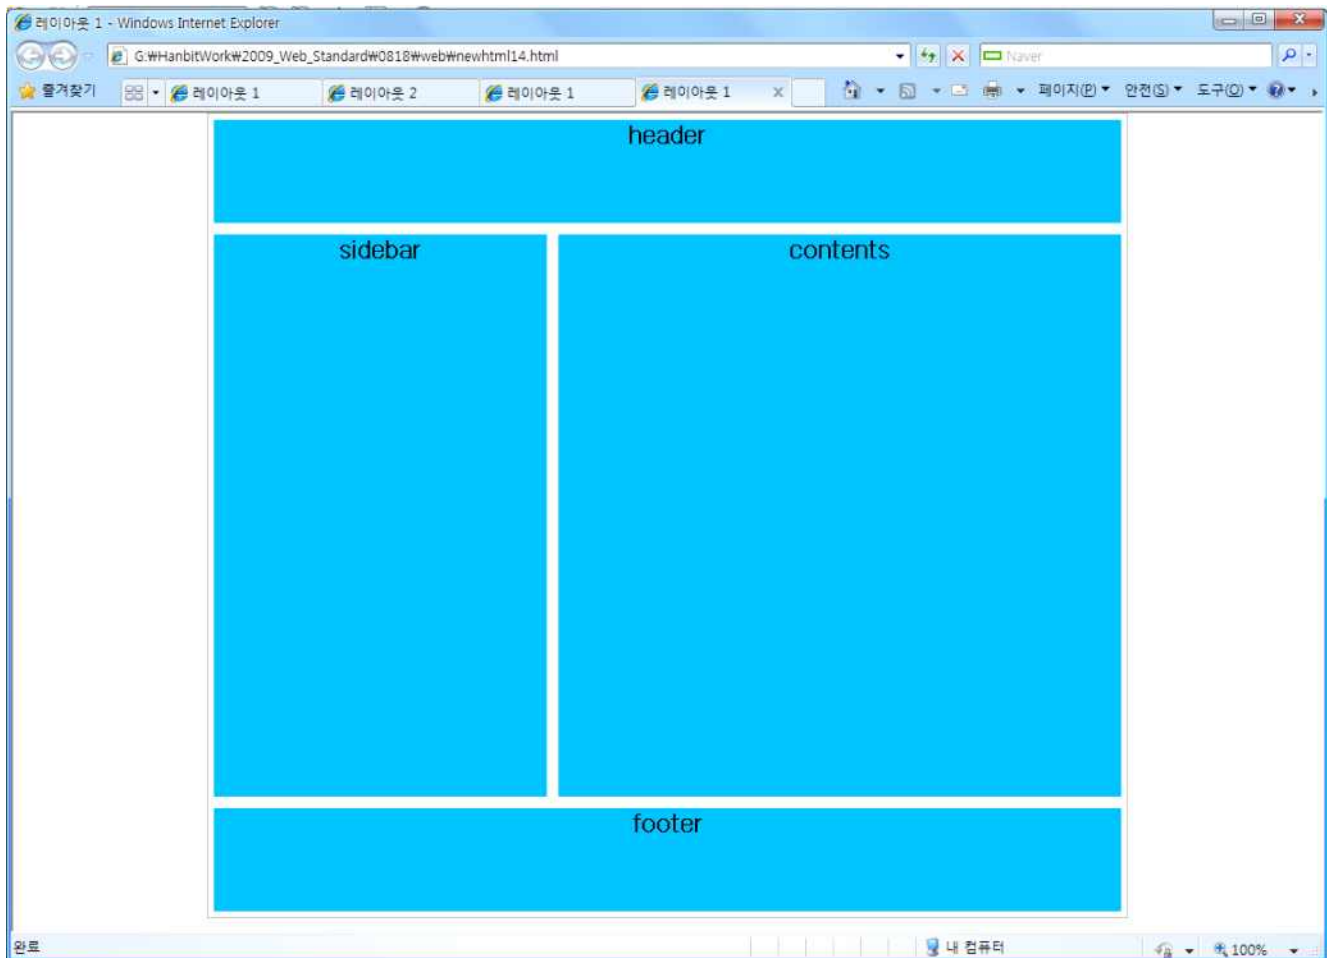 레이아웃 1 - Windows Internet Explorer
G:₩HanbitWork₩2009_Web_Standard₩0818₩web₩newhtml14.html
Naver
즐겨찾기 레이아웃 1 레이아웃 2 레이아웃 1 레이아웃 1 페이지(P) 안전(S) 도구(O)
header
sidebar contents
footer
완료 내 컴퓨터 100%